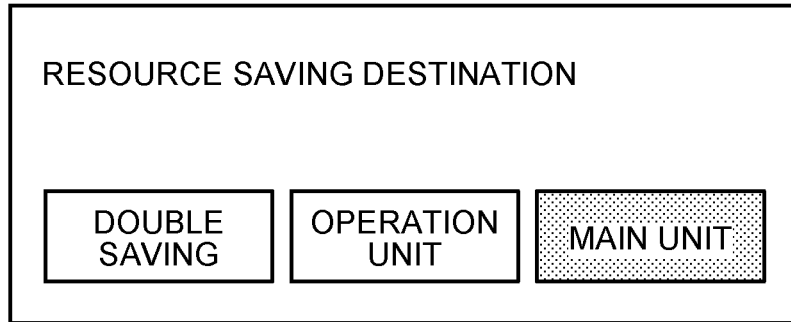 RESOURCE SAVING DESTINATION
DOUBLE
SAVING
OPERATION
UNIT
MAIN UNIT